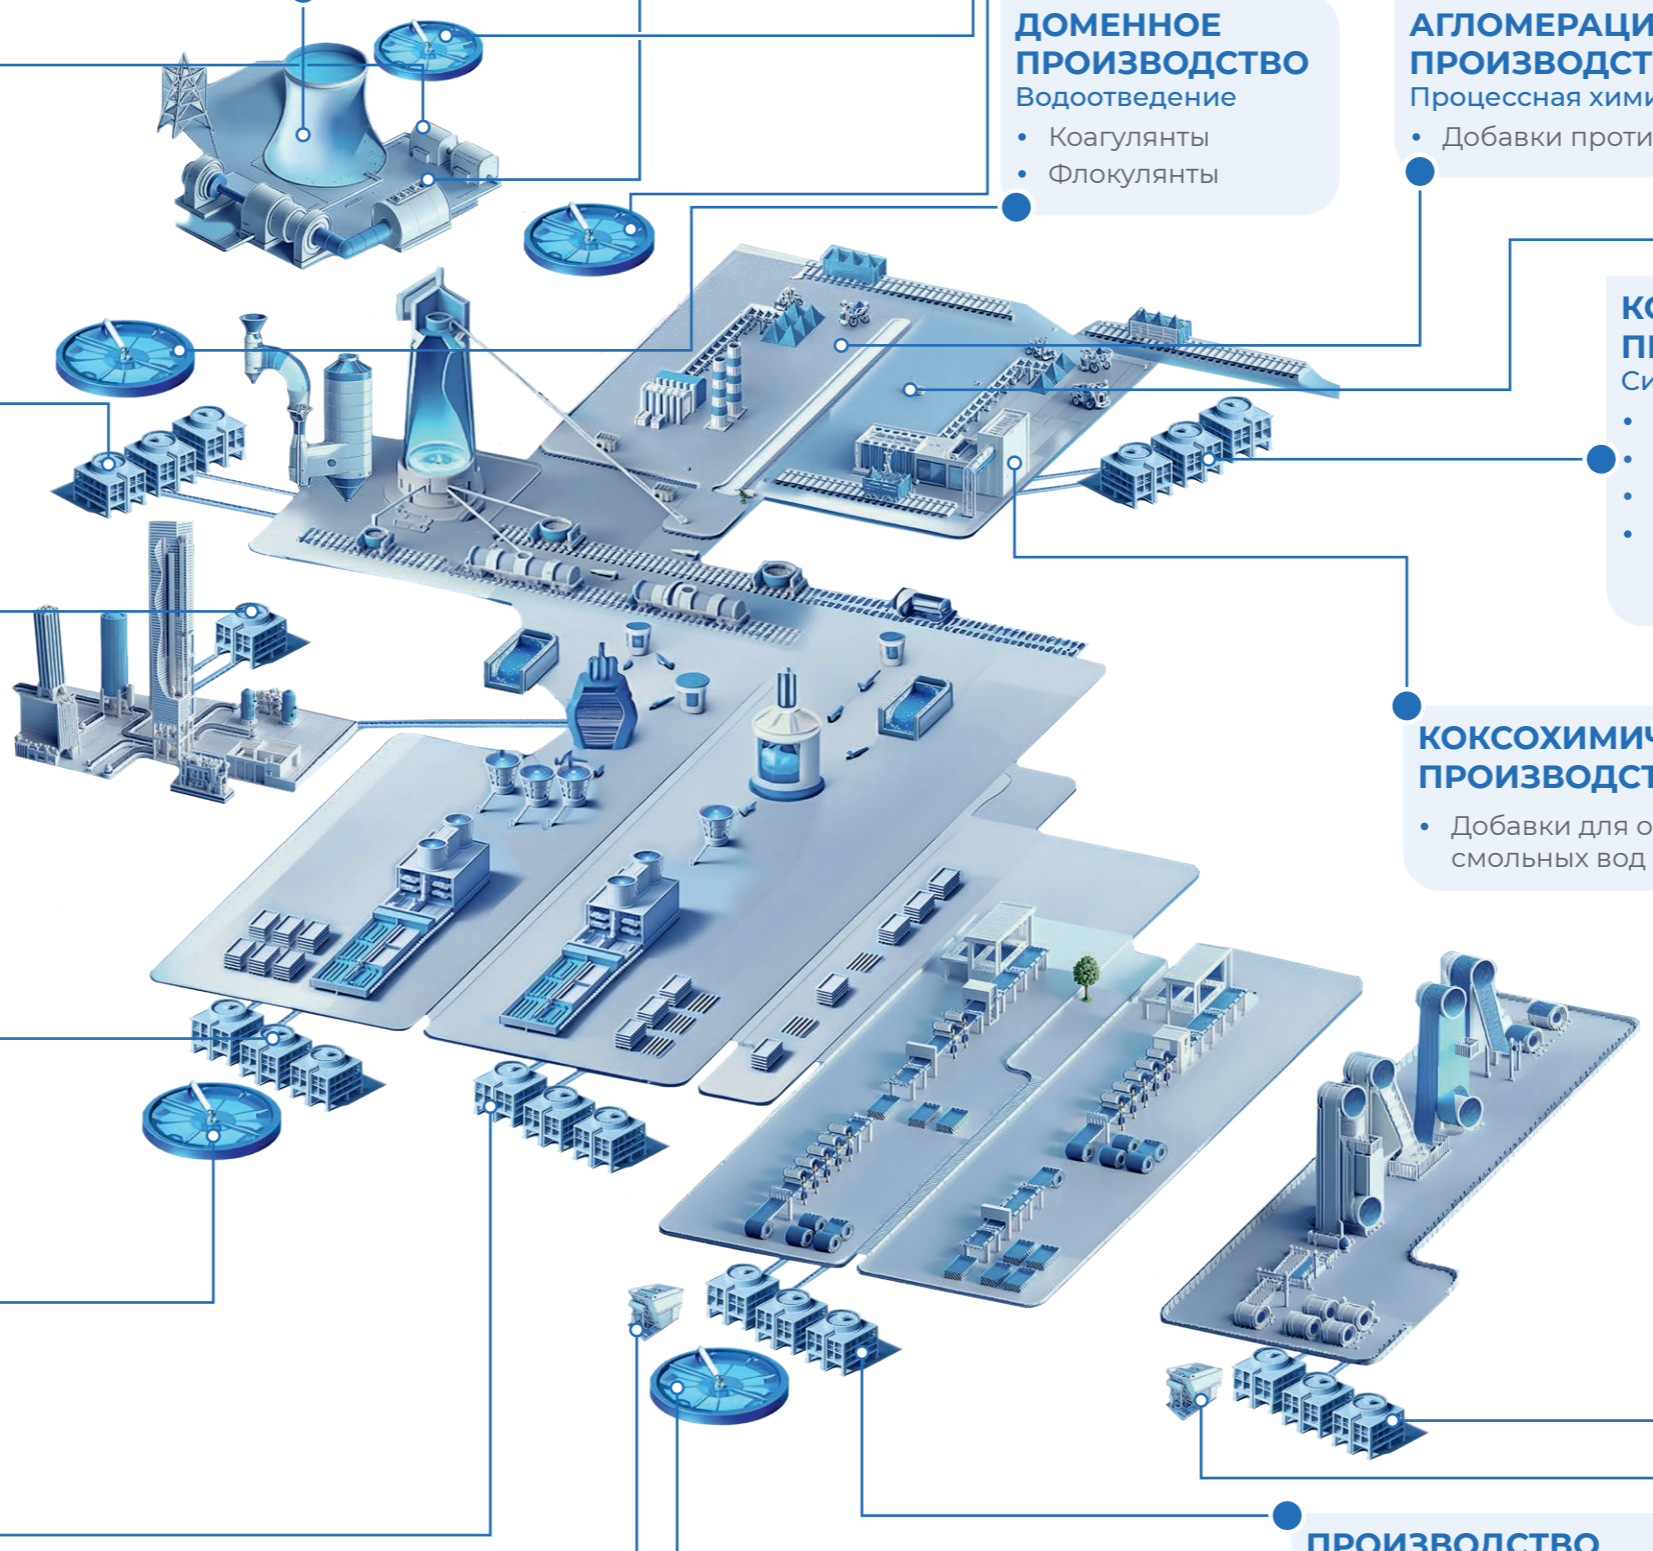 ДОМЕННОЕ
ПРОИЗВОДСТВО
Водоотведение
• Коагулянты
• Флокулянты
АГЛОМЕРАЦИ
ПРОИЗВОДСТ
Процессная хими
• Добавки проти
КО
ПР
Си
•
•
•
•
КОКСОХИМИЧ
ПРОИЗВОДСТ
• Добавки для о
смольных вод
ПРОИЗВОДСТВО